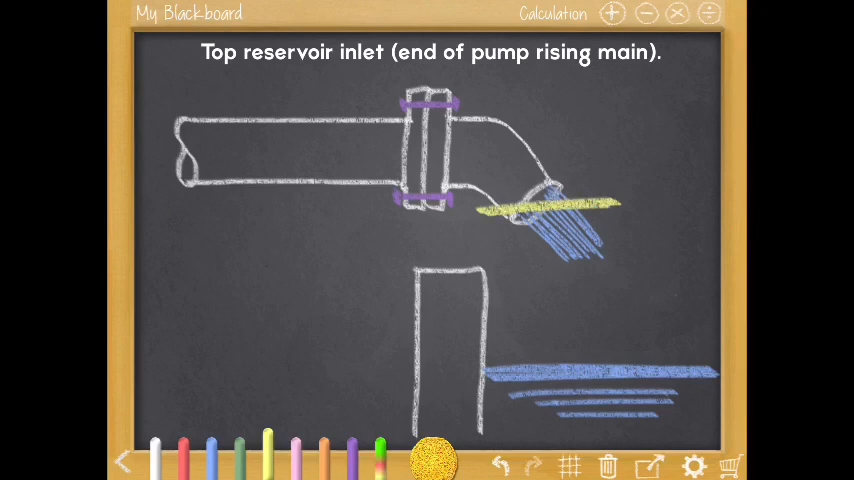 My Blackboard
Calculation + − × ÷
Top reservoir inlet (end of pump rising main).